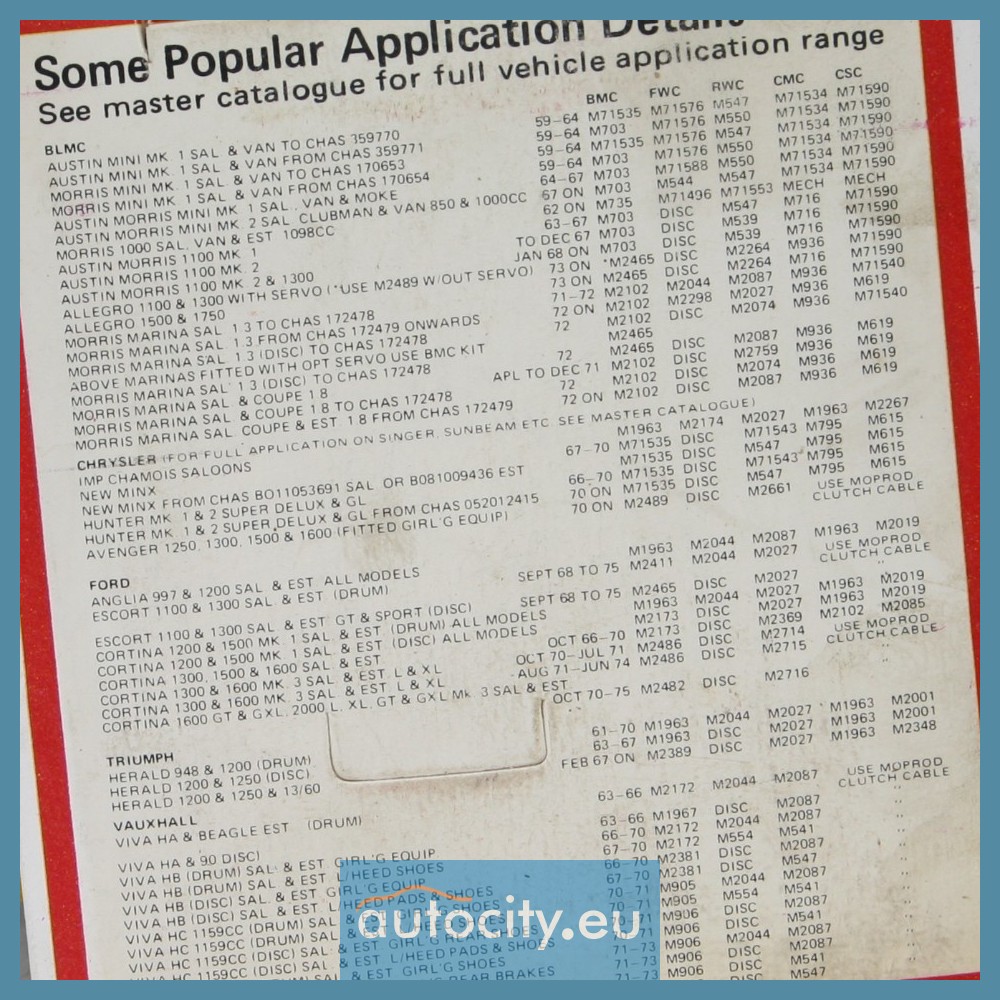 Some Popular Application Details
See master catalogue for full vehicle application range
BMC FWC RWC CMC CSC
BLMC
AUSTIN MINI MK. 1 SAL & VAN TO CHAS 359770 59-64 M71535 M71576 M547 M71534 M71590
AUSTIN MINI MK. 1 SAL & VAN FROM CHAS 359771 59-64 M703 M71576 M550 M71534 M71590
MORRIS MINI MK. 1 SAL & VAN TO CHAS 170653 59-64 M71535 M71576 M547 M71534 M71590
MORRIS MINI MK. 1 SAL & VAN FROM CHAS 170654 59-64 M703 M71576 M550 M71534 M71590
AUSTIN MORRIS MINI MK. 1 SAL., VAN & MOKE 64-67 M703 M71588 M550 M71534 M71590
AUSTIN MORRIS MINI MK. 2 SAL. CLUBMAN & VAN 850 & 1000CC 67 ON M703 M544 M547 M71534 M71590
MORRIS 1000 SAL, VAN & EST 1098CC 62 ON M735 M71496 M71553 MECH MECH
AUSTIN MORRIS 1100 MK. 1 63-67 M703 DISC M547 M716 M71590
AUSTIN MORRIS 1100 MK. 2 TO DEC 67 M703 DISC M539 M716 M71590
AUSTIN MORRIS 1100 MK. 2 & 1300 JAN 68 ON M703 DISC M539 M716 M71590
ALLEGRO 1100 & 1300 WITH SERVO (*USE M2489 W/OUT SERVO) 73 ON *M2465 DISC M2264 M936 M71590
ALLEGRO 1500 & 1750 73 ON M2465 DISC M2264 M716 M71590
MORRIS MARINA SAL 1.3 TO CHAS 172478 71-72 M2102 M2044 M2087 M936 M71540
MORRIS MARINA SAL. 1.3 FROM CHAS 172479 ONWARDS 72 ON M2102 M2298 M2027 M936 M619
MORRIS MARINA SAL. 1.3 (DISC) TO CHAS 172478 72 M2102 DISC M2074 M936 M71540
ABOVE MARINAS FITTED WITH OPT SERVO USE BMC KIT M2465
MORRIS MARINA SAL 1.3 (DISC) TO CHAS 172478 72 M2465 DISC M2087 M936 M619
MORRIS MARINA SAL & COUPE 1.8 APL TO DEC 71 M2102 DISC M2759 M936 M619
MORRIS MARINA SAL & COUPE 1.8 TO CHAS 172478 72 M2102 DISC M2074 M936 M619
MORRIS MARINA SAL. COUPE & EST. 1.8 FROM CHAS 172479 72 ON M2102 DISC M2087 M936 M619
CHRYSLER (FOR FULL APPLICATION ON SINGER, SUNBEAM ETC. SEE MASTER CATALOGUE)
IMP CHAMOIS SALOONS M1963 M2174 M2027 M1963 M2267
NEW MINX 67-70 M71535 DISC M71543 M795 M615
NEW MINX FROM CHAS BO11053691 SAL OR B081009436 EST M71535 DISC M547 M795 M615
HUNTER MK. 1 & 2 SUPER DELUX & GL 66-70 M71535 DISC M71543 M795 M615
HUNTER MK. 1 & 2 SUPER DELUX & GL FROM CHAS 052012415 70 ON M71535 DISC M547 M795 M615
AVENGER 1250, 1300, 1500 & 1600 (FITTED GIRL'G EQUIP) 70 ON M2489 DISC M2661 USE MOPROD
CLUTCH CABLE
FORD
ANGLIA 997 & 1200 SAL & EST ALL MODELS M1963 M2044 M2087 M1963 M2019
ESCORT 1100 & 1300 SAL. & EST. (DRUM) SEPT 68 TO 75 M2411 M2044 M2027 USE MOPROD
CLUTCH CABLE
ESCORT 1100 & 1300 SAL & EST GT & SPORT (DISC) SEPT 68 TO 75 M2465 DISC M2027 "
CORTINA 1200 & 1500 MK. 1 SAL. & EST. (DRUM) ALL MODELS M1963 M2044 M2027 M1963 M2019
CORTINA 1200 & 1500 MK. 1 SAL. & EST. (DISC) ALL MODELS M2173 DISC M2027 M1963 M2019
CORTINA 1300, 1500 & 1600 SAL & EST OCT 66-70 M2173 DISC M2369 M2102 M2085
CORTINA 1300 & 1600 MK. 3 SAL & EST. L & XL OCT 70-JUL 71 M2486 DISC M2714 USE MOPROD
CLUTCH CABLE
CORTINA 1300 & 1600 MK. 3 SAL & EST. L & XL AUG 71-JUN 74 M2486 DISC M2715 "
CORTINA 1600 GT & GXL, 2000 L, XL, GT & GXL Mk. 3 SAL & EST OCT 70-75 M2482 DISC M2716
TRIUMPH
HERALD 948 & 1200 (DRUM) 61-70 M1963 M2044 M2027 M1963 M2001
HERALD 1200 & 1250 (DISC) 63-67 M1963 DISC M2027 M1963 M2001
HERALD 1200 & 1250 & 13/60 FEB 67 ON M2389 DISC M2027 M1963 M2348
VAUXHALL
VIVA HA & BEAGLE EST (DRUM) 63-66 M2172 M2044 M2087 USE MOPROD
CLUTCH CABLE
VIVA HA & 90 DISC) 63-66 M1967 DISC M2087 "
VIVA HB (DRUM) SAL. & EST. GIRL'G EQUIP 66-70 M2172 M2044 M2087
VIVA HB (DRUM) SAL & EST L/HEED SHOES 67-70 M2172 M554 M541
VIVA HB (DISC) SAL. & EST GIRL'G EQUIP 66-70 M2381 DISC M2087
VIVA HB (DISC) SAL & EST L/HEED PADS & SHOES 67-70 M2381 DISC M547
VIVA HC 1159CC (DRUM) SAL & EST GIRL'G SHOES 70-71 M905 M2044 M2087
VIVA HC 1159CC (DRUM) SAL & EST L/HEED SHOES 70-71 M905 M554 M541
VIVA HC 1159CC (DISC) SAL & EST GIRL'G REAR SHOES 70-71 M906 DISC M2087
VIVA HC 1159CC (DISC) SAL & EST L/HEED PADS & SHOES M906 DISC M541
& EST GIRL'G SHOES 71-73 M906 M2044 M2087
REAR BRAKES 71-73 M906 DISC M541
M2087
DISC M547
autocity.eu